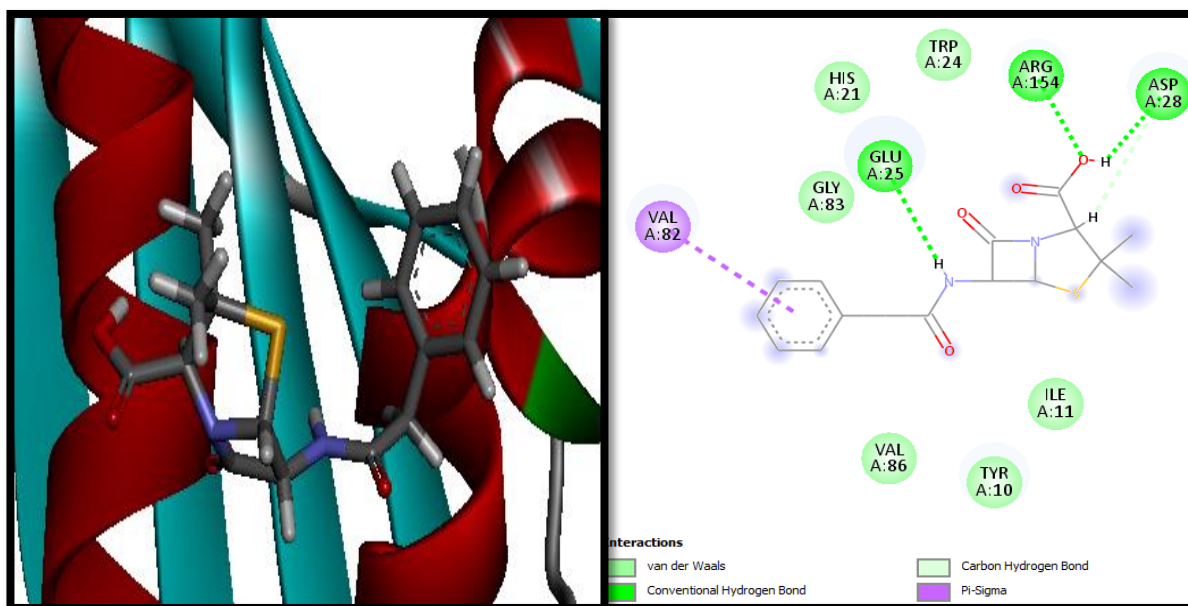 TRP
A:24
ARG
A:154
ASP
A:28
HIS
A:21
GLU
A:25
GLY
A:83
VAL
A:82
O
H
O
O
H
N
H
N
S
O
ILE
A:11
VAL
A:86
TYR
A:10
Interactions
van der Waals
Conventional Hydrogen Bond
Carbon Hydrogen Bond
Pi-Sigma